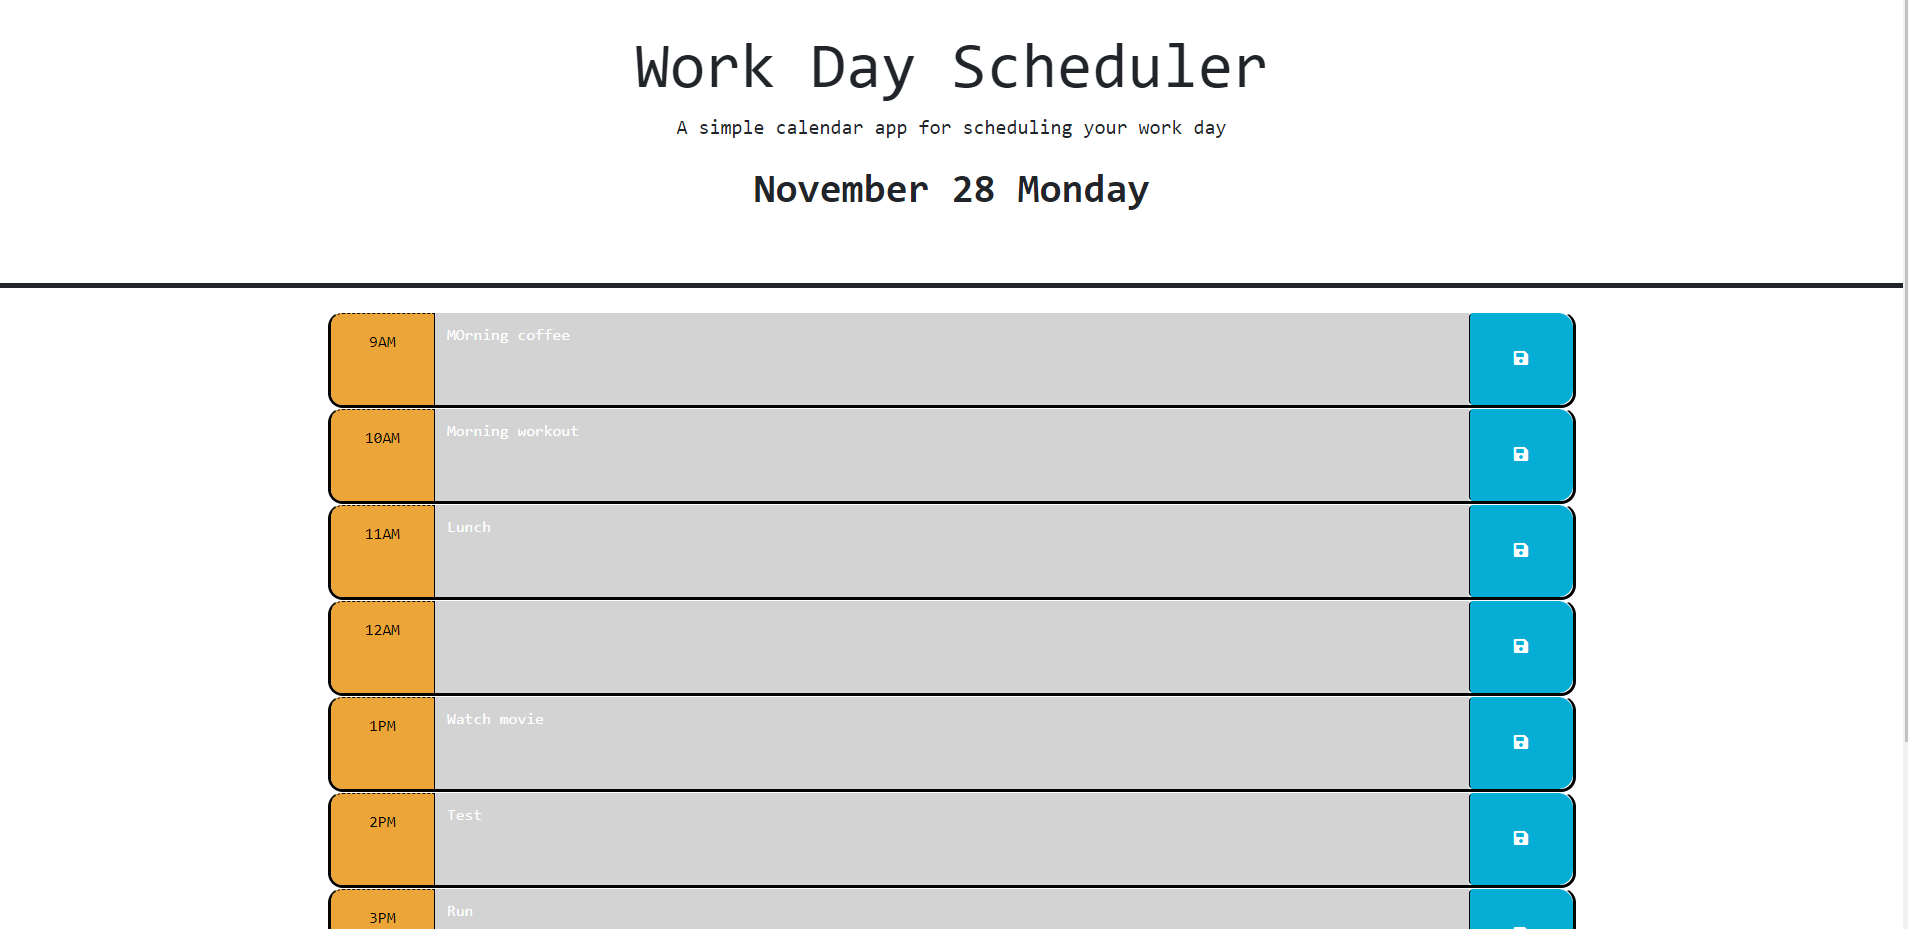 Work Day Scheduler
A simple calendar app for scheduling your work day
November 28 Monday
9AM
MOrning coffee
10AM
Morning workout
11AM
Lunch
12AM
1PM
Watch movie
2PM
Test
3PM
Run